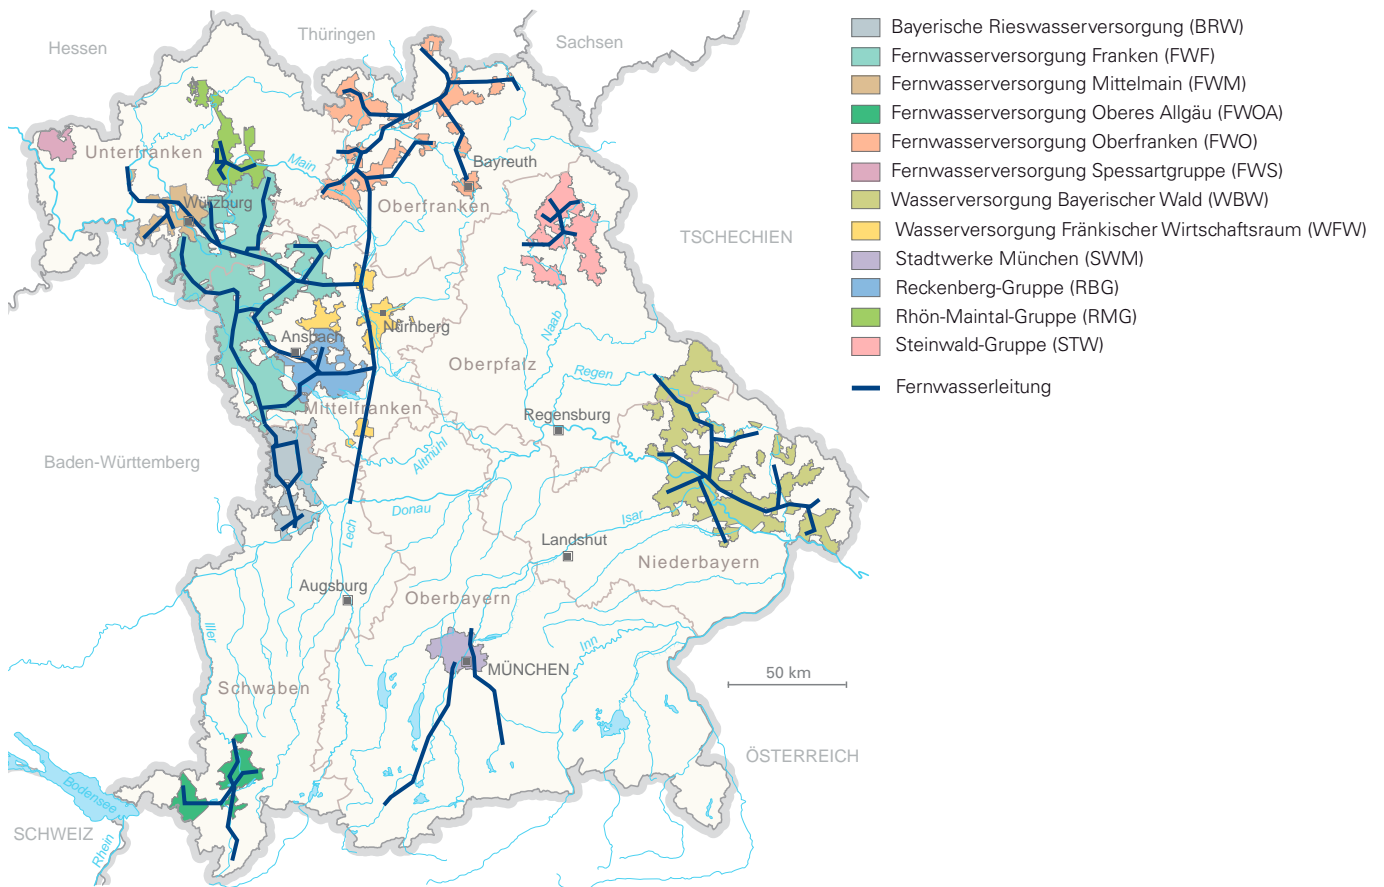 Thüringen
Hessen
Sachsen
Unterfranken
Main
Bayreuth
Würzburg
Oberfranken
TSCHECHIEN
Nürnberg
Ansbach
Naab
Oberpfalz
Regen
Mittelfranken
Regensburg
Altmühl
Baden-Württemberg
Donau
Isar
Lech
Landshut
Niederbayern
Augsburg
Oberbayern
Iller
Inn
MÜNCHEN
50 km
Schwaben
ÖSTERREICH
Bodensee
SCHWEIZ
Rhein
Bayerische Rieswasserversorgung (BRW)
Fernwasserversorgung Franken (FWF)
Fernwasserversorgung Mittelmain (FWM)
Fernwasserversorgung Oberes Allgäu (FWOA)
Fernwasserversorgung Oberfranken (FWO)
Fernwasserversorgung Spessartgruppe (FWS)
Wasserversorgung Bayerischer Wald (WBW)
Wasserversorgung Fränkischer Wirtschaftsraum (WFW)
Stadtwerke München (SWM)
Reckenberg-Gruppe (RBG)
Rhön-Maintal-Gruppe (RMG)
Steinwald-Gruppe (STW)
Fernwasserleitung